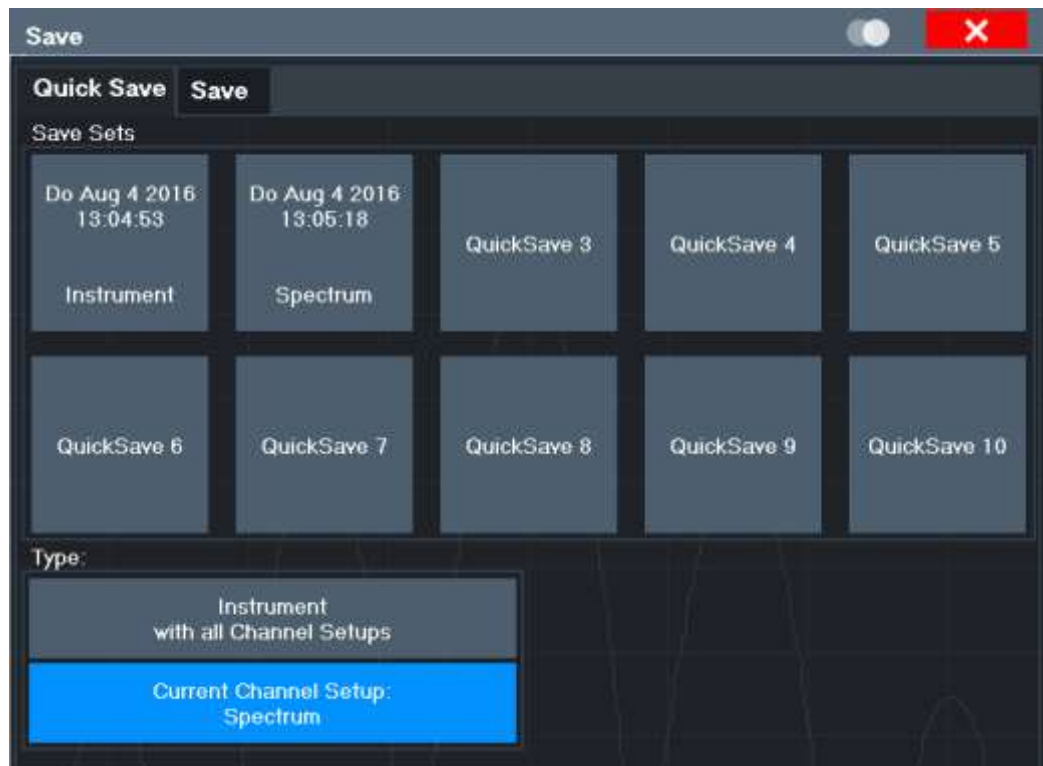 Save
Quick Save Save
Save Sets
Do Aug 4 2016
13:04:53
Instrument
Do Aug 4 2016
13:05:18
Spectrum
QuickSave 3
QuickSave 4
QuickSave 5
QuickSave 6
QuickSave 7
QuickSave 8
QuickSave 9
QuickSave 10
Type:
Instrument
with all Channel Setups
Current Channel Setup:
Spectrum